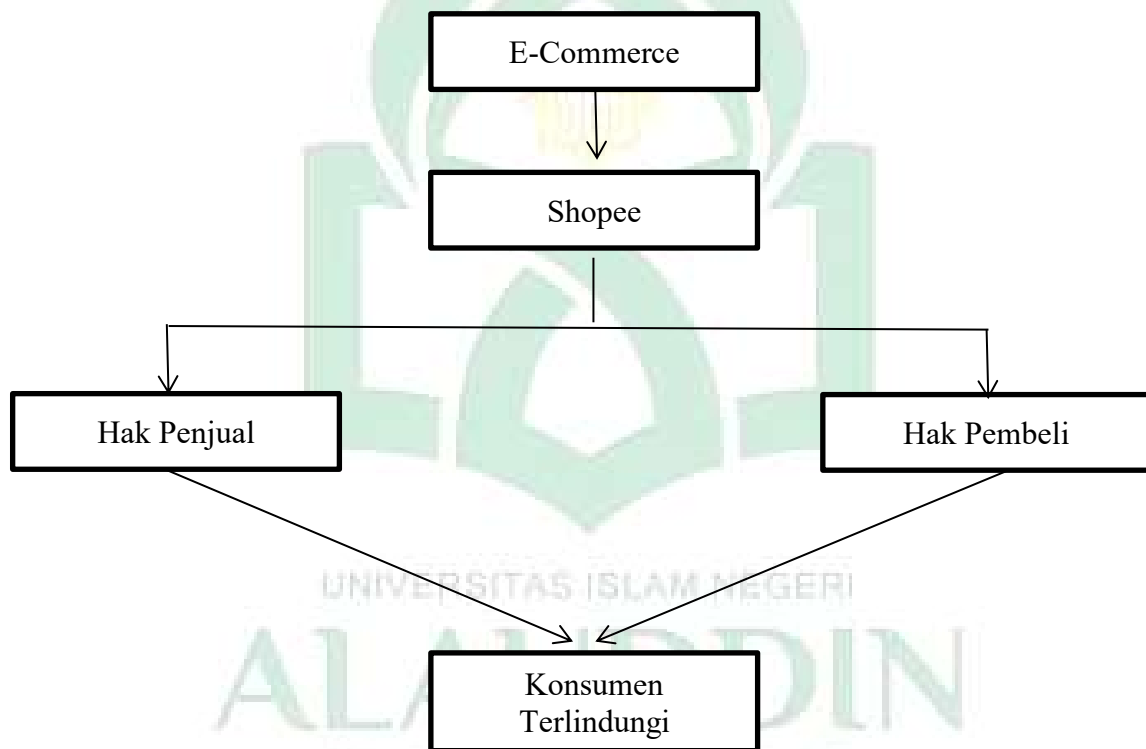 E-Commerce
Shopee
Hak Penjual
Hak Pembeli
UNIVERSITAS ISLAM NEGERI
ALAUDDIN
Konsumen
Terlindungi